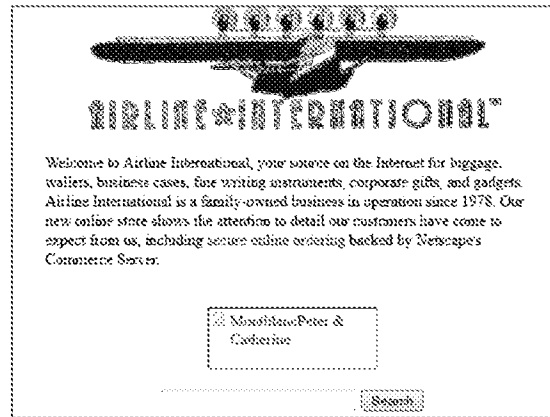 AIRLINE☆INTERNATIONAL™
Welcome to Airline International, your source on the Internet for luggage,
wallets, business cases, fine writing instruments, corporate gifts, and gadgets.
Airline International is a family-owned business in operation since 1978. Our
new online store shows the attention to detail our customers have come to
expect from us, including secure online ordering backed by Netscape's
Commerce Server.
Peter &
Catherine
Search